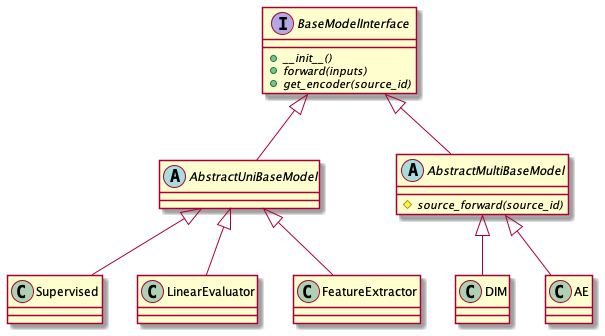 I BaseModelInterface
__init__()
forward(inputs)
get_encoder(source_id)
A AbstractUniBaseModel
A AbstractMultiBaseModel
source_forward(source_id)
C Supervised
C LinearEvaluator
C FeatureExtractor
C DIM
C AE